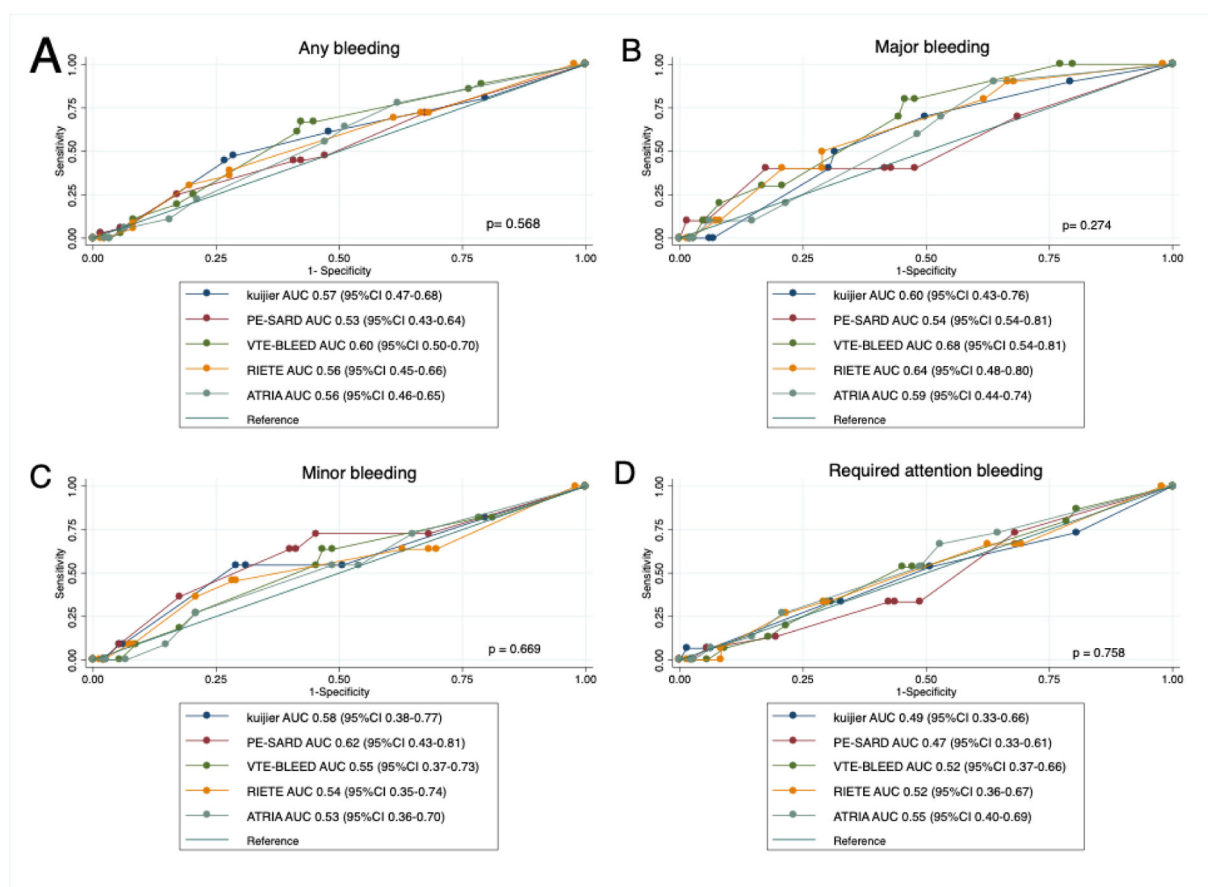 A
Any bleeding
1.00
0.75
0.50
0.25
0.00
Sensitivity
p= 0.568
0.00 0.25 0.50 0.75 1.00
1- Specificity
kuijier AUC 0.57 (95%CI 0.47-0.68)
PE-SARD AUC 0.53 (95%CI 0.43-0.64)
VTE-BLEED AUC 0.60 (95%CI 0.50-0.70)
RIETE AUC 0.56 (95%CI 0.45-0.66)
ATRIA AUC 0.56 (95%CI 0.46-0.65)
Reference
B
Major bleeding
1.00
0.75
0.50
0.25
0.00
Sensitivity
p = 0.274
0.00 0.25 0.50 0.75 1.00
1-Specificity
kuijier AUC 0.60 (95%CI 0.43-0.76)
PE-SARD AUC 0.54 (95%CI 0.54-0.81)
VTE-BLEED AUC 0.68 (95%CI 0.54-0.81)
RIETE AUC 0.64 (95%CI 0.48-0.80)
ATRIA AUC 0.59 (95%CI 0.44-0.74)
Reference
C
Minor bleeding
1.00
0.75
0.50
0.25
0.00
Sensitivity
p = 0.669
0.00 0.25 0.50 0.75 1.00
1-Specificity
kuijier AUC 0.58 (95%CI 0.38-0.77)
PE-SARD AUC 0.62 (95%CI 0.43-0.81)
VTE-BLEED AUC 0.55 (95%CI 0.37-0.73)
RIETE AUC 0.54 (95%CI 0.35-0.74)
ATRIA AUC 0.53 (95%CI 0.36-0.70)
Reference
D
Required attention bleeding
1.00
0.75
0.50
0.25
0.00
Sensitivity
p = 0.758
0.00 0.25 0.50 0.75 1.00
1-Specificity
kuijier AUC 0.49 (95%CI 0.33-0.66)
PE-SARD AUC 0.47 (95%CI 0.33-0.61)
VTE-BLEED AUC 0.52 (95%CI 0.37-0.66)
RIETE AUC 0.52 (95%CI 0.36-0.67)
ATRIA AUC 0.55 (95%CI 0.40-0.69)
Reference